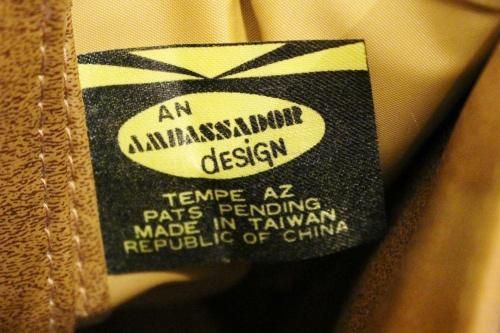 AN
AMBASSADOR
design
TEMPE AZ
PATS PENDING
MADE IN TAIWAN
REPUBLIC OF CHINA